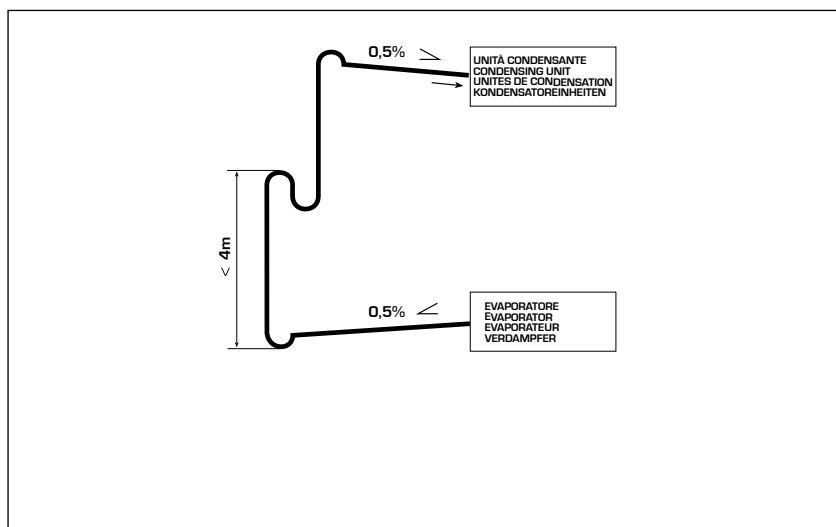 0,5%
UNITÀ CONDENSANTE
CONDENSING UNIT
UNITES DE CONDENSATION
KONDENSATOREINHEITEN
< 4m
0,5%
EVAPORATORE
EVAPORATOR
EVAPORATEUR
VERDAMPFER